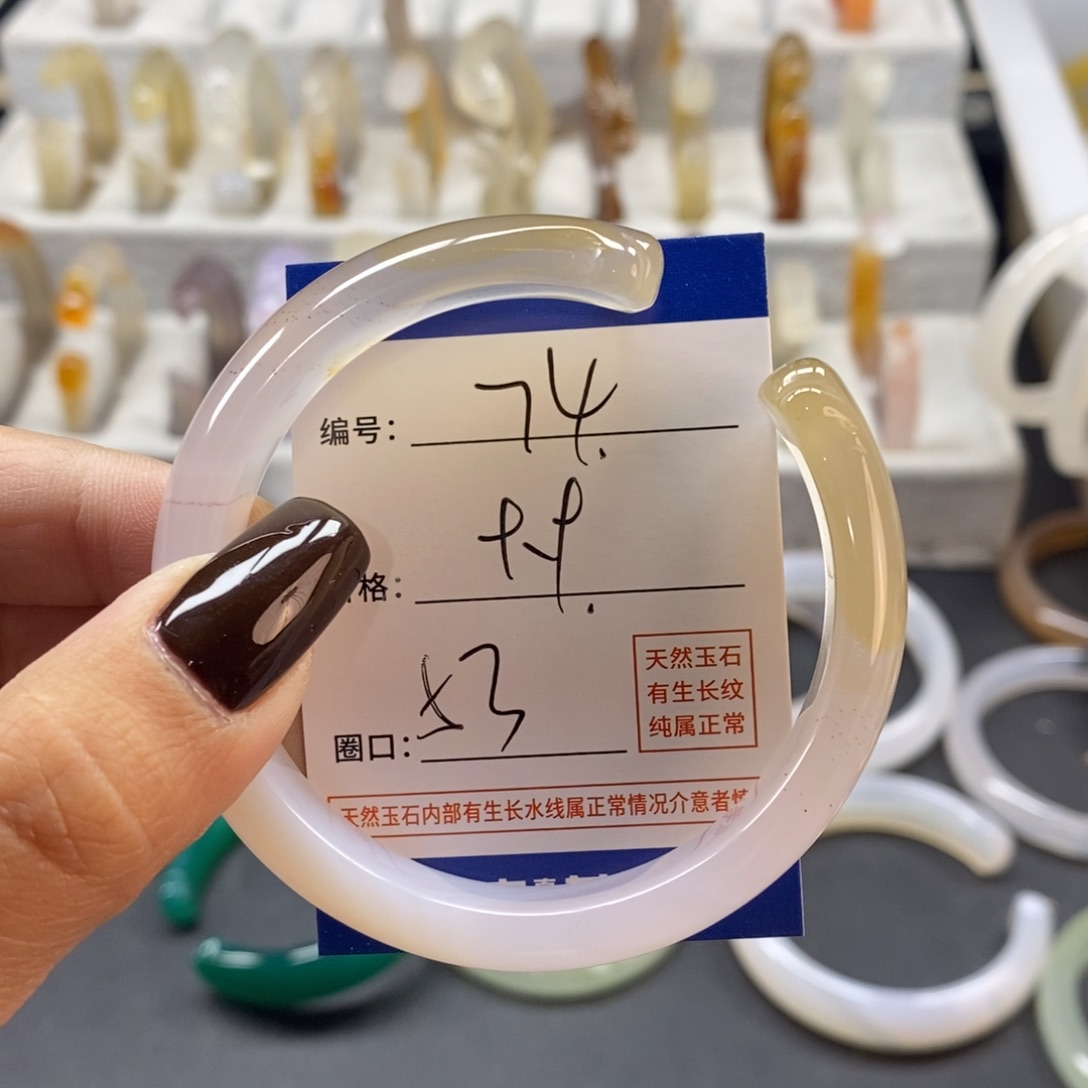 编号: 74.
格:
圈口: 53
天然玉石
有生长纹
纯属正常
天然玉石内部有生长水线属正常情况介意者慎